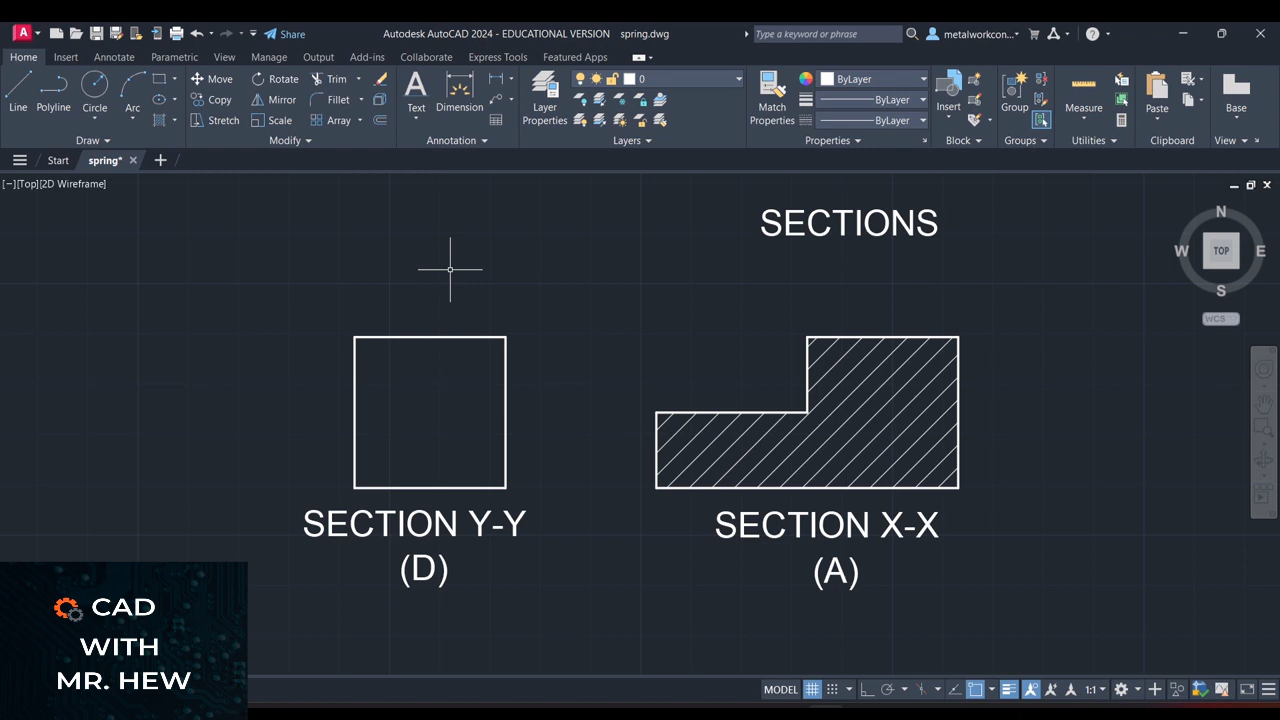 A Share Autodesk AutoCAD 2024 - EDUCATIONAL VERSION spring.dwg Type a keyword or phrase metalworkcon...
Home Insert Annotate Parametric View Manage Output Add-ins Collaborate Express Tools Featured Apps
Line Polyline Circle Arc Move Rotate Trim Text Dimension Layer Properties 0 Match Properties ByLayer Insert Group Measure Paste Base
Copy Mirror Fillet ByLayer
Stretch Scale Array ByLayer
Draw Modify Annotation Layers Properties Block Groups Utilities Clipboard View
Start spring*
[−][Top][2D Wireframe]
SECTIONS
N
W TOP E
S
WCS
SECTION Y-Y
(D)
SECTION X-X
(A)
CAD
WITH
MR. HEW
MODEL 1:1